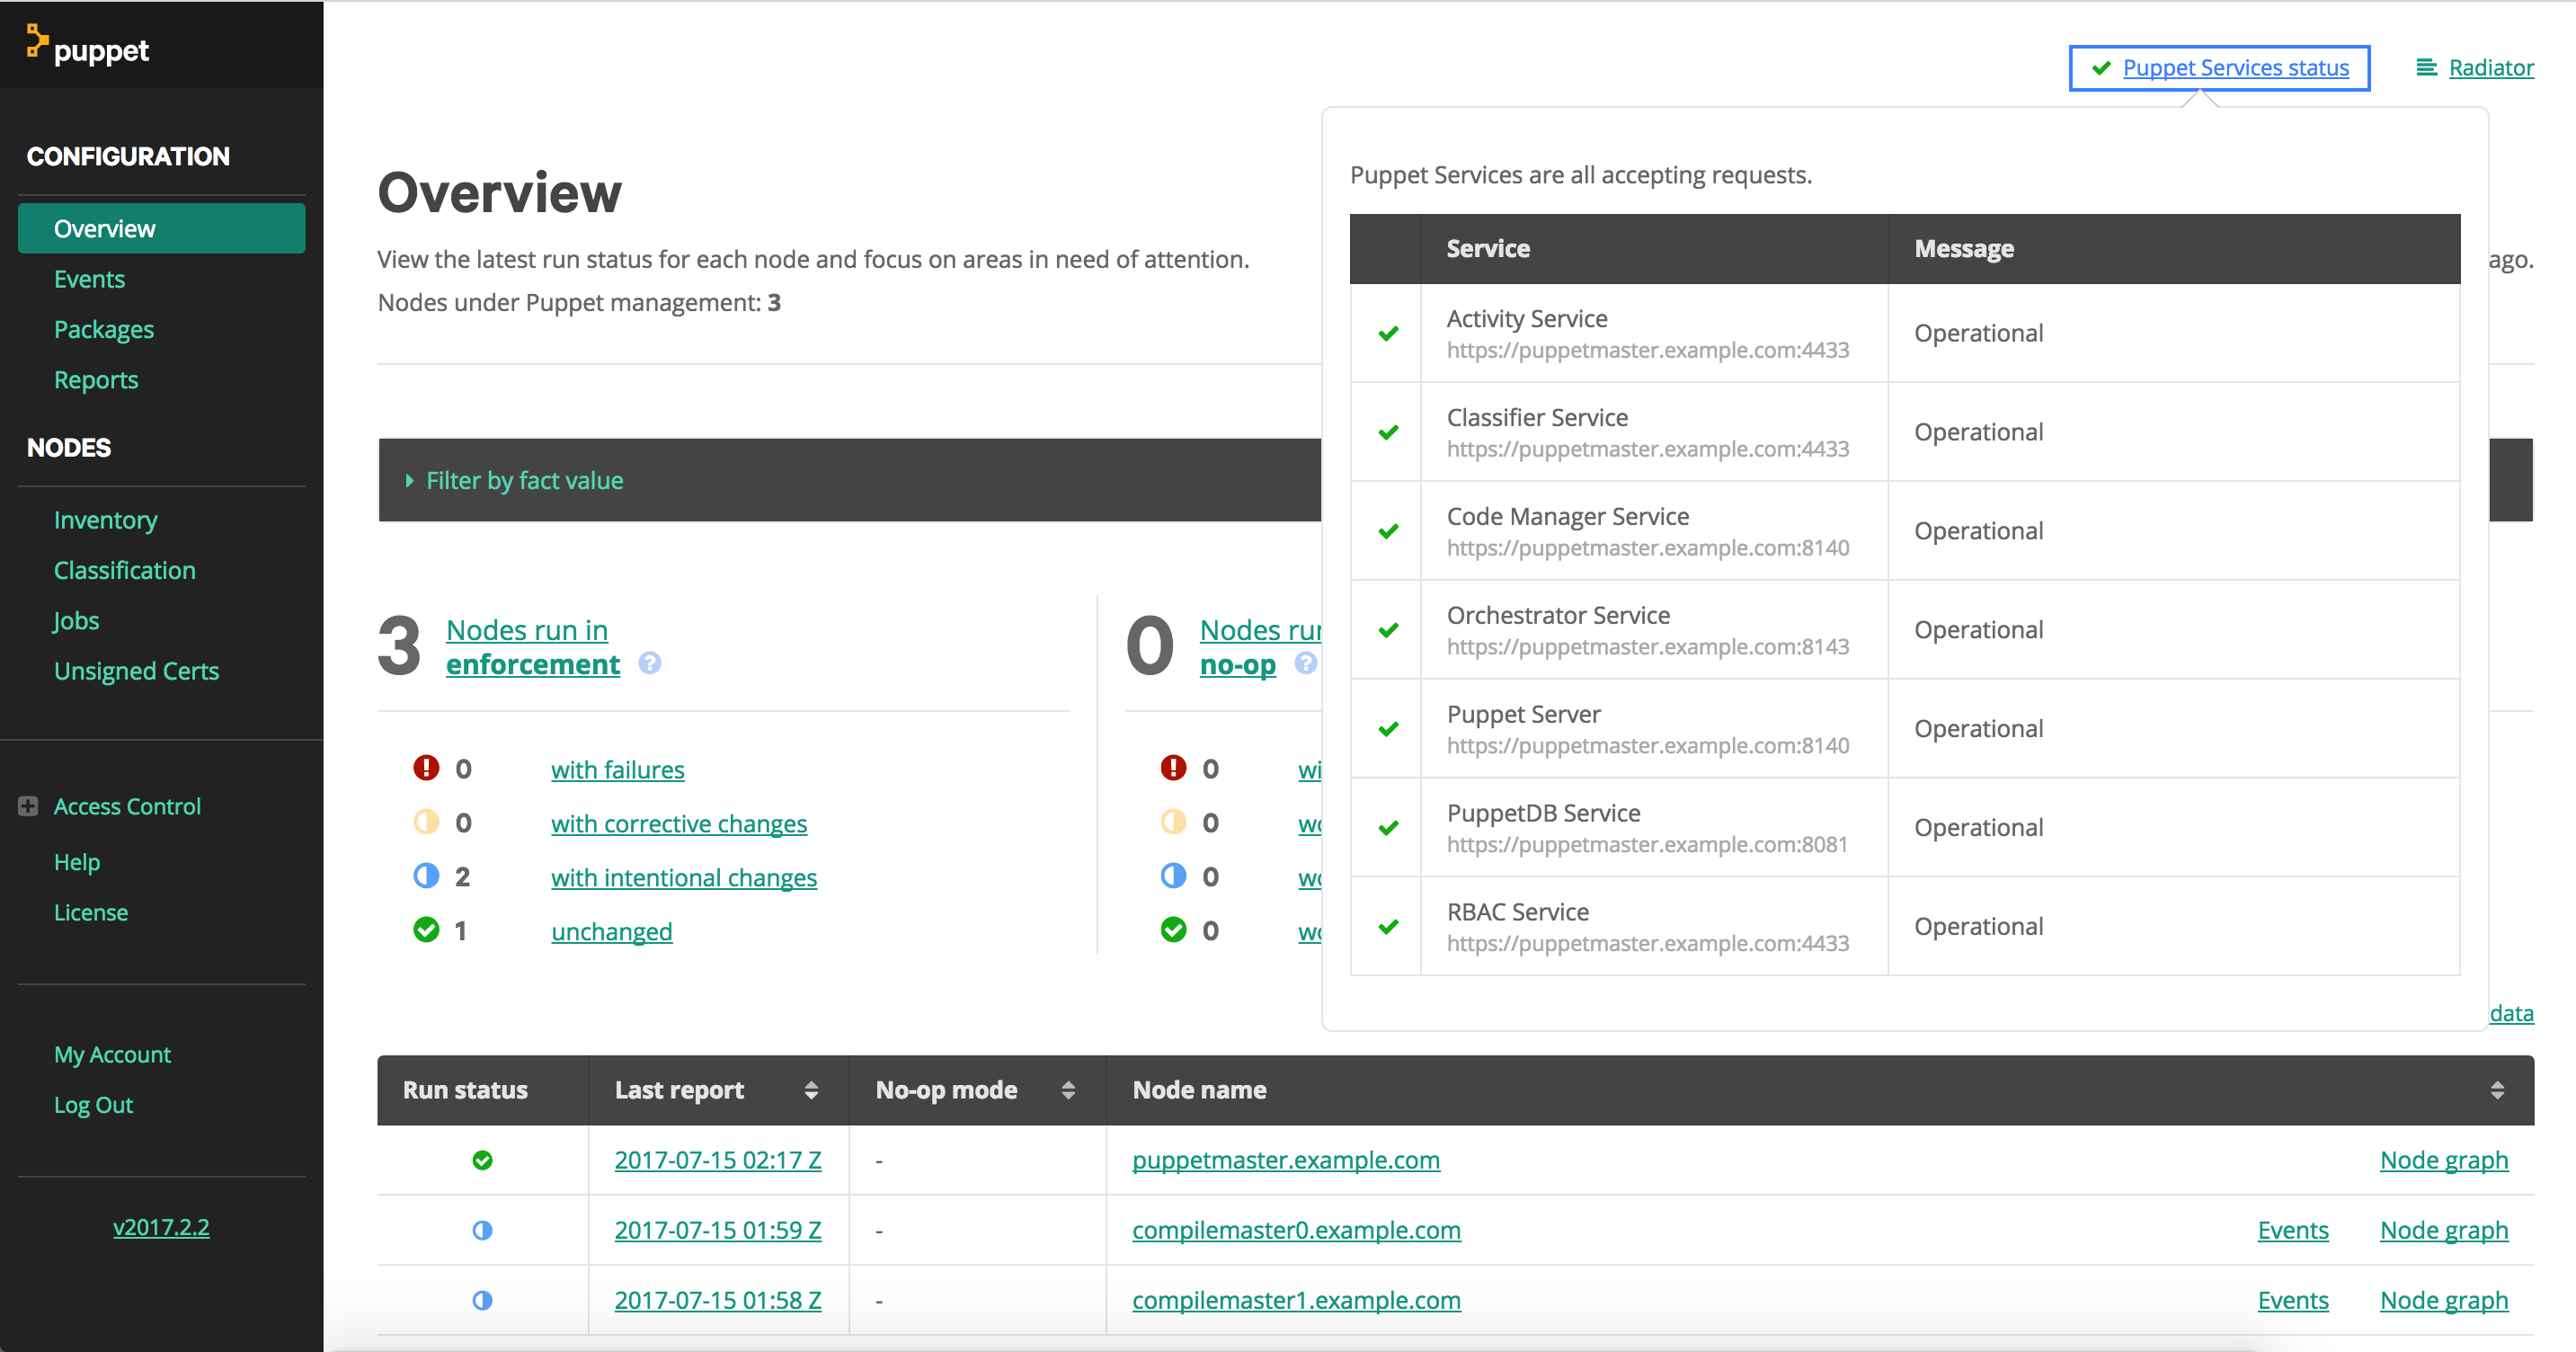 puppet
CONFIGURATION
Overview
Events
Packages
Reports
NODES
Inventory
Classification
Jobs
Unsigned Certs
Access Control
Help
License
My Account
Log Out
v2017.2.2
Puppet Services status
Radiator
Overview
View the latest run status for each node and focus on areas in need of attention.
ago.
Nodes under Puppet management: 3
Filter by fact value
3 Nodes run in
enforcement ?
0 with failures
0 with corrective changes
2 with intentional changes
1 unchanged
0 Nodes
no-op ?
0
0
0
0
Puppet Services are all accepting requests.
Service Message
Activity Service
https://puppetmaster.example.com:4433
Operational
Classifier Service
https://puppetmaster.example.com:4433
Operational
Code Manager Service
https://puppetmaster.example.com:8140
Operational
Orchestrator Service
https://puppetmaster.example.com:8143
Operational
Puppet Server
https://puppetmaster.example.com:8140
Operational
PuppetDB Service
https://puppetmaster.example.com:8081
Operational
RBAC Service
https://puppetmaster.example.com:4433
Operational
data
Run status Last report No-op mode Node name
2017-07-15 02:17 Z - puppetmaster.example.com Node graph
2017-07-15 01:59 Z - compilemaster0.example.com Events Node graph
2017-07-15 01:58 Z - compilemaster1.example.com Events Node graph